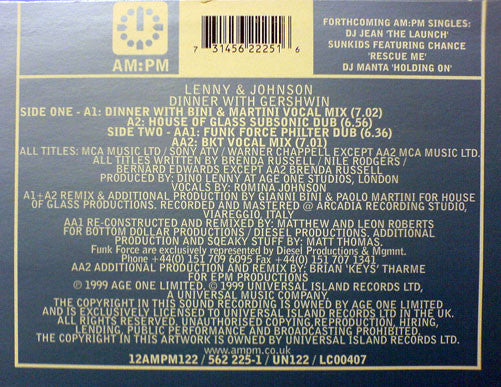 7 31456 22251 6
AM:PM
FORTHCOMING AM:PM SINGLES:
DJ JEAN 'THE LAUNCH'
SUNKIDS FEATURING CHANCE
'RESCUE ME'
DJ MANTA 'HOLDING ON'
LENNY & JOHNSON
DINNER WITH GERSHWIN
SIDE ONE - A1: DINNER WITH BINI & MARTINI VOCAL MIX (7.02)
A2: HOUSE OF GLASS SUBSONIC DUB (6.56)
SIDE TWO - AA1: FUNK FORCE PHILTER DUB (6.36)
AA2: BKT VOCAL MIX (7.01)
ALL TITLES: MCA MUSIC LTD / SONY ATV / WARNER CHAPPELL EXCEPT AA2 MCA MUSIC LTD.
ALL TITLES WRITTEN BY BRENDA RUSSELL / NILE RODGERS /
BERNARD EDWARDS EXCEPT AA2 BRENDA RUSSELL
PRODUCED BY: DINO LENNY AT AGE ONE STUDIOS, LONDON
VOCALS BY: ROMINA JOHNSON
A1+A2 REMIX & ADDITIONAL PRODUCTION BY GIANNI BINI & PAOLO MARTINI FOR HOUSE
OF GLASS PRODUCTIONS. RECORDED AND MASTERED @ ARCADIA RECORDING STUDIO,
VIAREGGIO, ITALY
AA1 RE-CONSTRUCTED AND REMIXED BY: MATTHEW AND LEON ROBERTS
FOR BOTTOM DOLLAR PRODUCTIONS / DIESEL PRODUCTIONS. ADDITIONAL
PRODUCTION AND SQEAKY STUFF BY: MATT THOMAS.
Funk Force are exclusively represented by Diesel Productions & Mgmnt.
Phone +44(0) 151 709 6095 Fax +44(0) 151 707 1341
AA2 ADDITIONAL PRODUCTION AND REMIX BY: BRIAN 'KEYS' THARME
FOR EPM PRODUCTIONS
℗ 1999 AGE ONE LIMITED. © 1999 UNIVERSAL ISLAND RECORDS LTD,
A UNIVERSAL MUSIC COMPANY.
THE COPYRIGHT IN THIS SOUND RECORDING IS OWNED BY AGE ONE LIMITED
AND IS EXCLUSIVELY LICENSED TO UNIVERSAL ISLAND RECORDS LTD IN THE UK.
ALL RIGHTS RESERVED. UNAUTHORISED COPYING,REPRODUCTION, HIRING,
LENDING, PUBLIC PERFORMANCE AND BROADCASTING PROHIBITED.
THE COPYRIGHT IN THIS ARTWORK IS OWNED BY UNIVERSAL ISLAND RECORDS LTD
www.ampm.co.uk
12AMPM122 / 562 225-1 / UN122 / LC00407